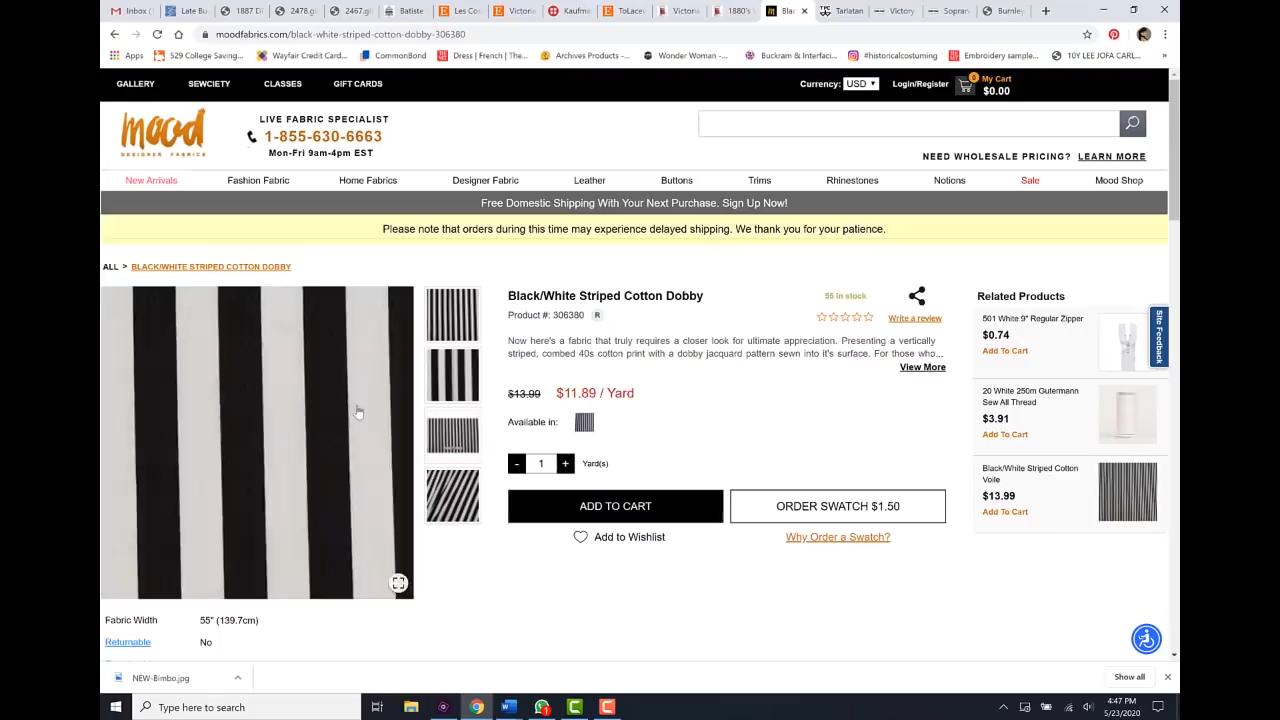 Inbox (
Late Bu
1887 D
2478.gif
2467.gif
Batiste
Les Cos
Victoria
Kaufma
ToLacet
Victoria
1880's
Blac
Tarlatan
Victory
Sopran
Burnley
moodfabrics.com/black-white-striped-cotton-dobby-306380
Apps
529 College Saving...
Wayfair Credit Card...
CommonBond
Dress | French | The...
Archives Products –...
Wonder Woman –...
Buckram & Interfaci...
#historicalcostuming
Embroidery sample...
10Y LEE JOFA CARL...
GALLERY
SEWCIETY
CLASSES
GIFT CARDS
Currency: USD
Login/Register
0
My Cart
$0.00
mood
DESIGNER FABRICS
LIVE FABRIC SPECIALIST
1-855-630-6663
Mon-Fri 9am-4pm EST
NEED WHOLESALE PRICING? LEARN MORE
New Arrivals
Fashion Fabric
Home Fabrics
Designer Fabric
Leather
Buttons
Trims
Rhinestones
Notions
Sale
Mood Shop
Free Domestic Shipping With Your Next Purchase. Sign Up Now!
Please note that orders during this time may experience delayed shipping. We thank you for your patience.
ALL > BLACK/WHITE STRIPED COTTON DOBBY
Black/White Striped Cotton Dobby
55 In stock
Product #: 306380 R
Write a review
Now here's a fabric that truly requires a closer look for ultimate appreciation. Presenting a vertically
striped, combed 40s cotton print with a dobby jacquard pattern sewn into it's surface. For those who...
View More
$13.99 $11.89 / Yard
Available in:
- 1 + Yard(s)
ADD TO CART
ORDER SWATCH $1.50
Add to Wishlist
Why Order a Swatch?
Related Products
501 White 9" Regular Zipper
$0.74
Add To Cart
20 White 250m Gutermann
Sew All Thread
$3.91
Add To Cart
Black/White Striped Cotton
Voile
$13.99
Add To Cart
Site Feedback
Fabric Width 55" (139.7cm)
Returnable No
NEW-Bimbo.jpg
Show all
Type here to search
1
4:47 PM
5/23/2020